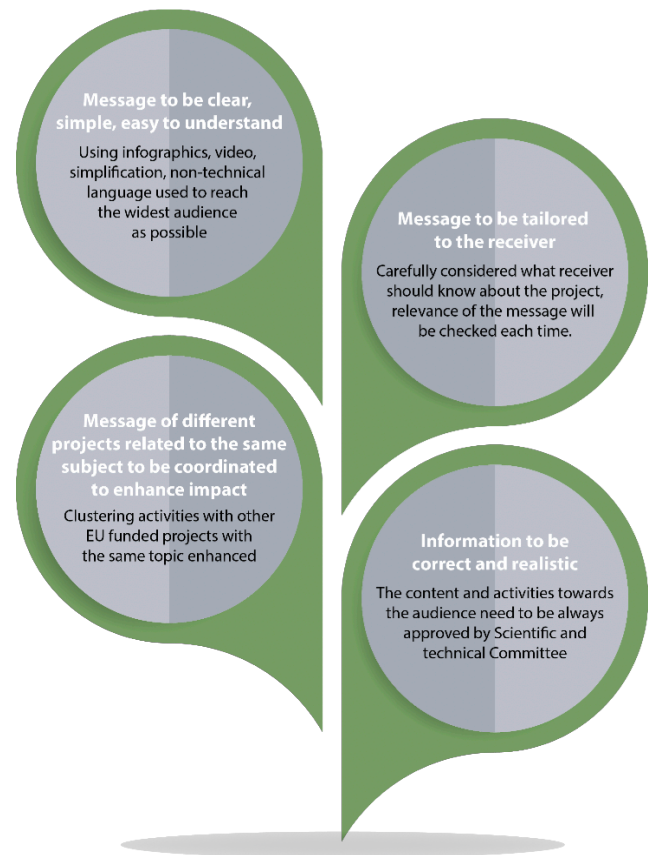 Message to be clear,
simple, easy to understand
Using infographics, video,
simplification, non-technical
language used to reach
the widest audience
as possible
Message to be tailored
to the receiver
Carefully considered what receiver
should know about the project,
relevance of the message will
be checked each time.
Message of different
projects related to the same
subject to be coordinated
to enhance impact
Clustering activities with other
EU funded projects with
the same topic enhanced
Information to be
correct and realistic
The content and activities towards
the audience need to be always
approved by Scientific and
technical Committee